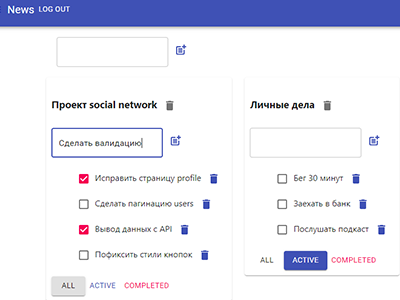 News LOG OUT
Проект social network
Сделать валидацию
Исправить страницу profile
Сделать пагинацию users
Вывод данных с API
Пофиксить стили кнопок
ALL ACTIVE COMPLETED
Личные дела
Бег 30 минут
Заехать в банк
Послушать подкаст
ALL ACTIVE COMPLETED